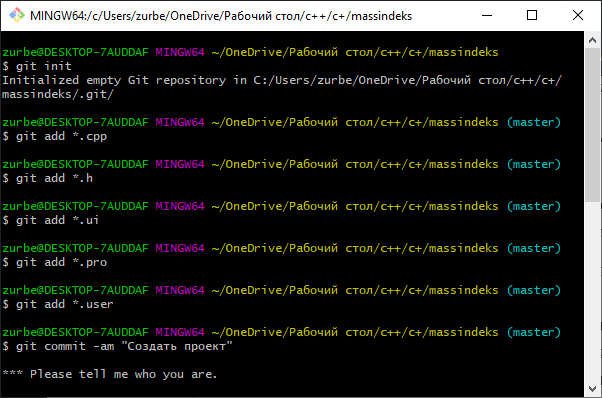 MINGW64:/c/Users/zurbe/OneDrive/Рабочий стол/c++/c+/massindeks
zurbe@DESKTOP-7AUDDAF MINGW64 ~/OneDrive/Рабочий стол/c++/c+/massindeks
$ git init
Initialized empty Git repository in C:/Users/zurbe/OneDrive/Рабочий стол/c++/c+/
massindeks/.git/
zurbe@DESKTOP-7AUDDAF MINGW64 ~/OneDrive/Рабочий стол/c++/c+/massindeks (master)
$ git add *.cpp
zurbe@DESKTOP-7AUDDAF MINGW64 ~/OneDrive/Рабочий стол/c++/c+/massindeks (master)
$ git add *.h
zurbe@DESKTOP-7AUDDAF MINGW64 ~/OneDrive/Рабочий стол/c++/c+/massindeks (master)
$ git add *.ui
zurbe@DESKTOP-7AUDDAF MINGW64 ~/OneDrive/Рабочий стол/c++/c+/massindeks (master)
$ git add *.pro
zurbe@DESKTOP-7AUDDAF MINGW64 ~/OneDrive/Рабочий стол/c++/c+/massindeks (master)
$ git add *.user
zurbe@DESKTOP-7AUDDAF MINGW64 ~/OneDrive/Рабочий стол/c++/c+/massindeks (master)
$ git commit -am "Создать проект"
*** Please tell me who you are.